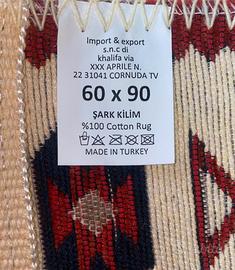 Import & export
s.n.c di
khalifa via
XXX APRILE N.
22 31041 CORNUDA TV
60 x 90
ŞARK KİLİM
%100 Cotton Rug
MADE IN TURKEY